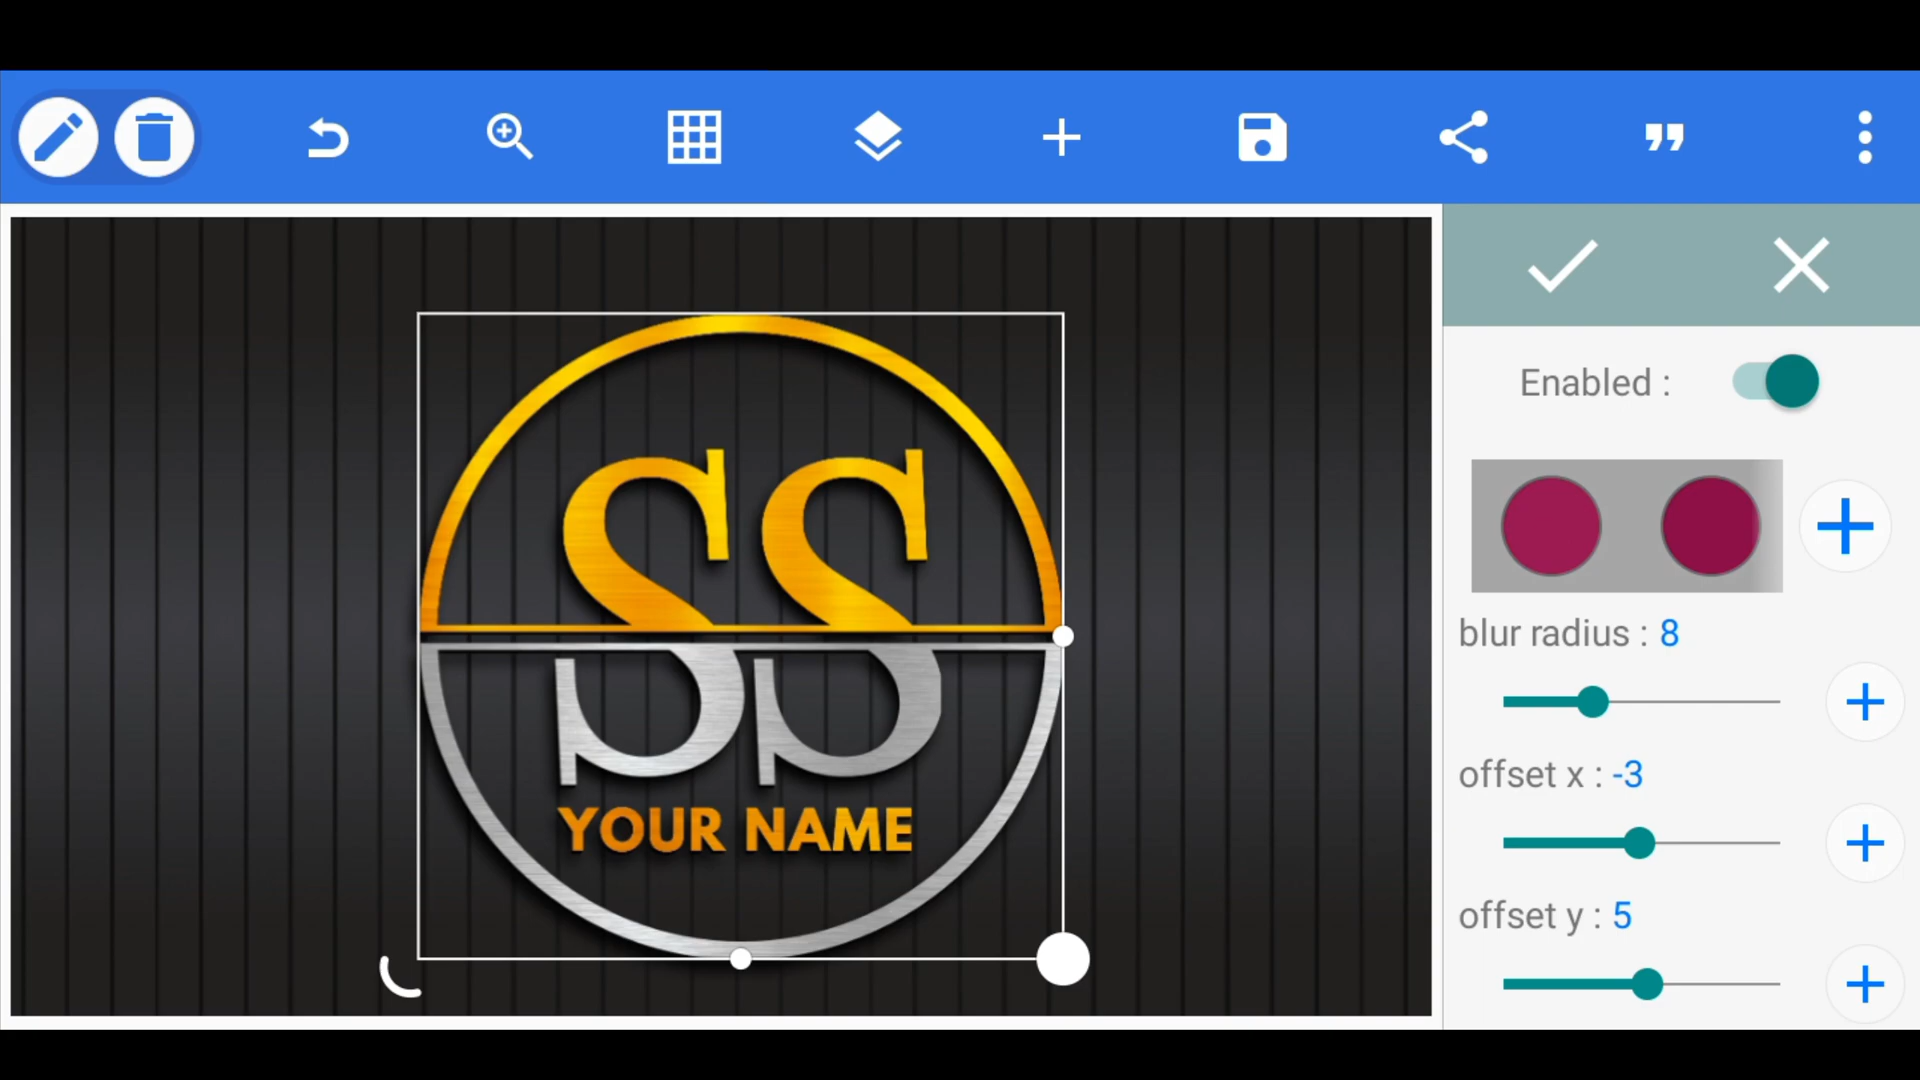 Enabled :
SS
YOUR NAME
blur radius : 8
offset x : -3
offset y : 5